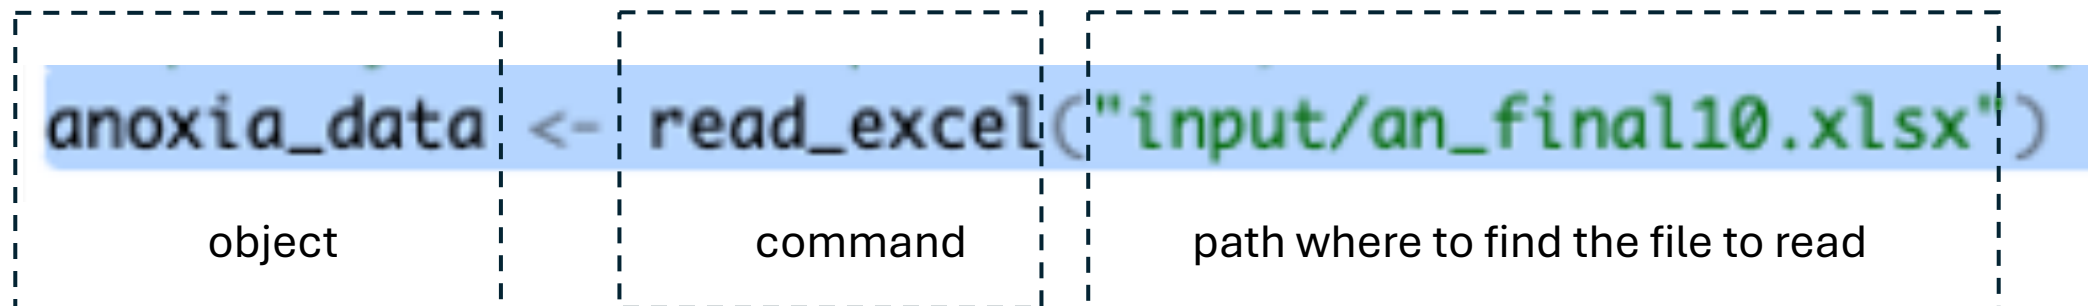 anoxia_data <- read_excel("input/an_final10.xlsx")
object command path where to find the file to read